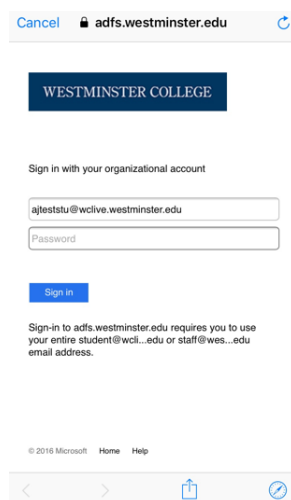 Cancel adfs.westminster.edu
WESTMINSTER COLLEGE
Sign in with your organizational account
ajteststu@wclive.westminster.edu
Password
Sign in
Sign-in to adfs.westminster.edu requires you to use
your entire student@wcli...edu or staff@wes...edu
email address.
© 2016 Microsoft Home Help